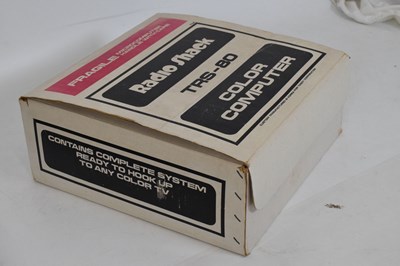 FRAGILE
Radio Shack
TRS-80
COLOR
COMPUTER
CONTAINS COMPLETE SYSTEM
READY TO HOOK UP
TO ANY COLOR TV